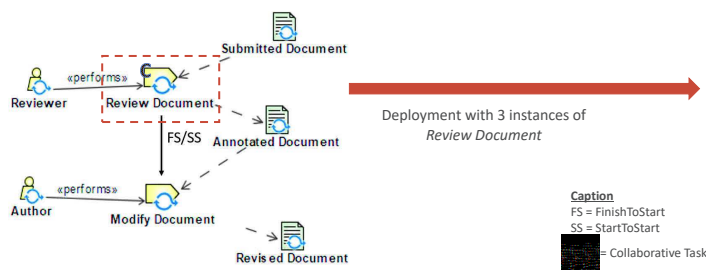 Submitted Document
C
«performs»
Reviewer
Review Document
Deployment with 3 instances of
Review Document
FS/SS
Annotated Document
«performs»
Author
Modify Document
Revised Document
Caption
FS = FinishToStart
SS = StartToStart
= Collaborative Task